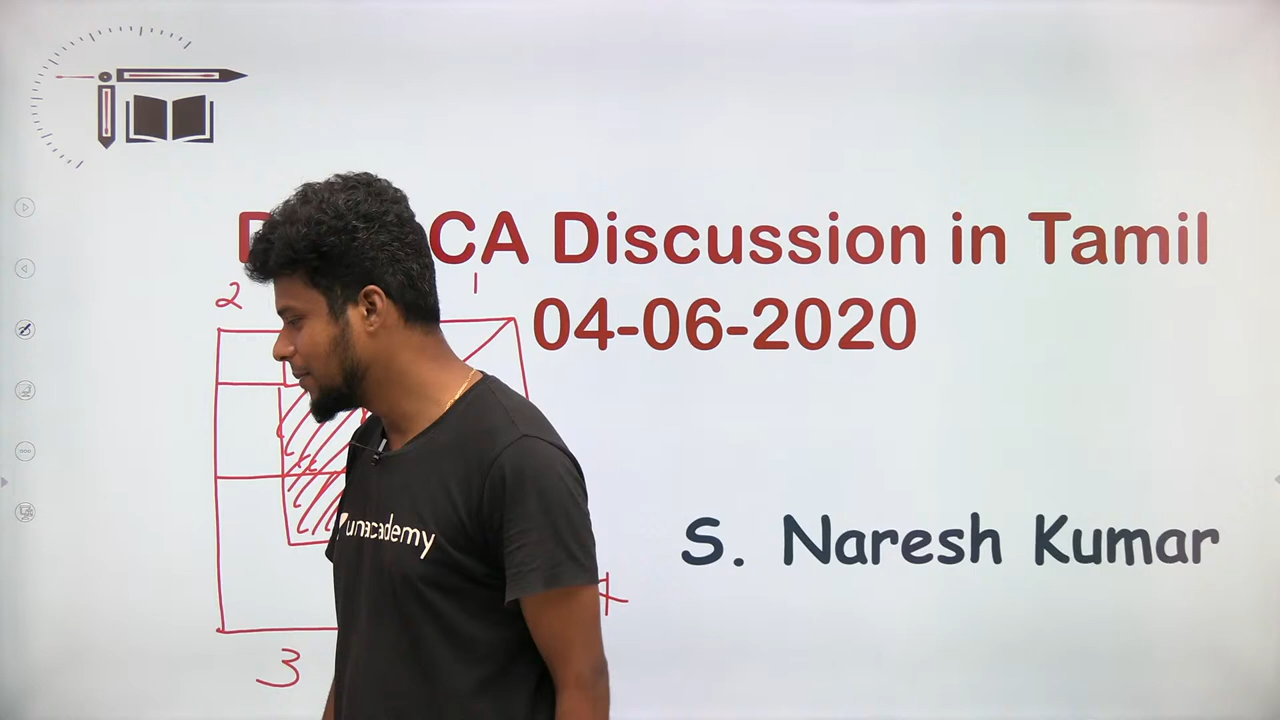 CA Discussion in Tamil
2 1
04-06-2020
unacademy
S. Naresh Kumar
3